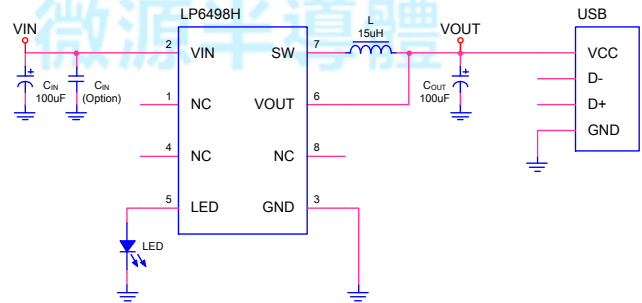 微源半導體
LP6498H
VIN
VOUT
USB
L
15uH
2
VIN
SW
7
VCC
CIN
100uF
CIN
(Option)
COUT
100uF
D-
1
NC
VOUT
6
D+
GND
4
NC
NC
8
5
LED
GND
3
LED